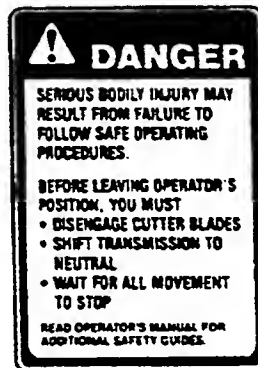 DANGER
SERIOUS BODILY INJURY MAY
RESULT FROM FAILURE TO
FOLLOW SAFE OPERATING
PROCEDURES.
BEFORE LEAVING OPERATOR'S
POSITION, YOU MUST
• DISENGAGE CUTTER BLADES
• SHIFT TRANSMISSION TO
NEUTRAL
• WAIT FOR ALL MOVEMENT
TO STOP
READ OPERATOR'S MANUAL FOR
ADDITIONAL SAFETY GUIDES.